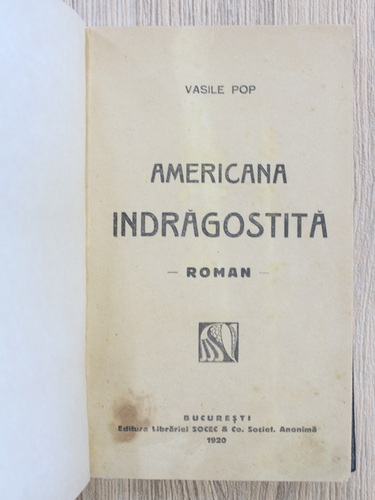 VASILE POP
AMERICANA
INDRĂGOSTITĂ
— ROMAN —
BUCUREȘTI
Editura Librăriei SOCEC & Co. Societ. Anonimă
1920